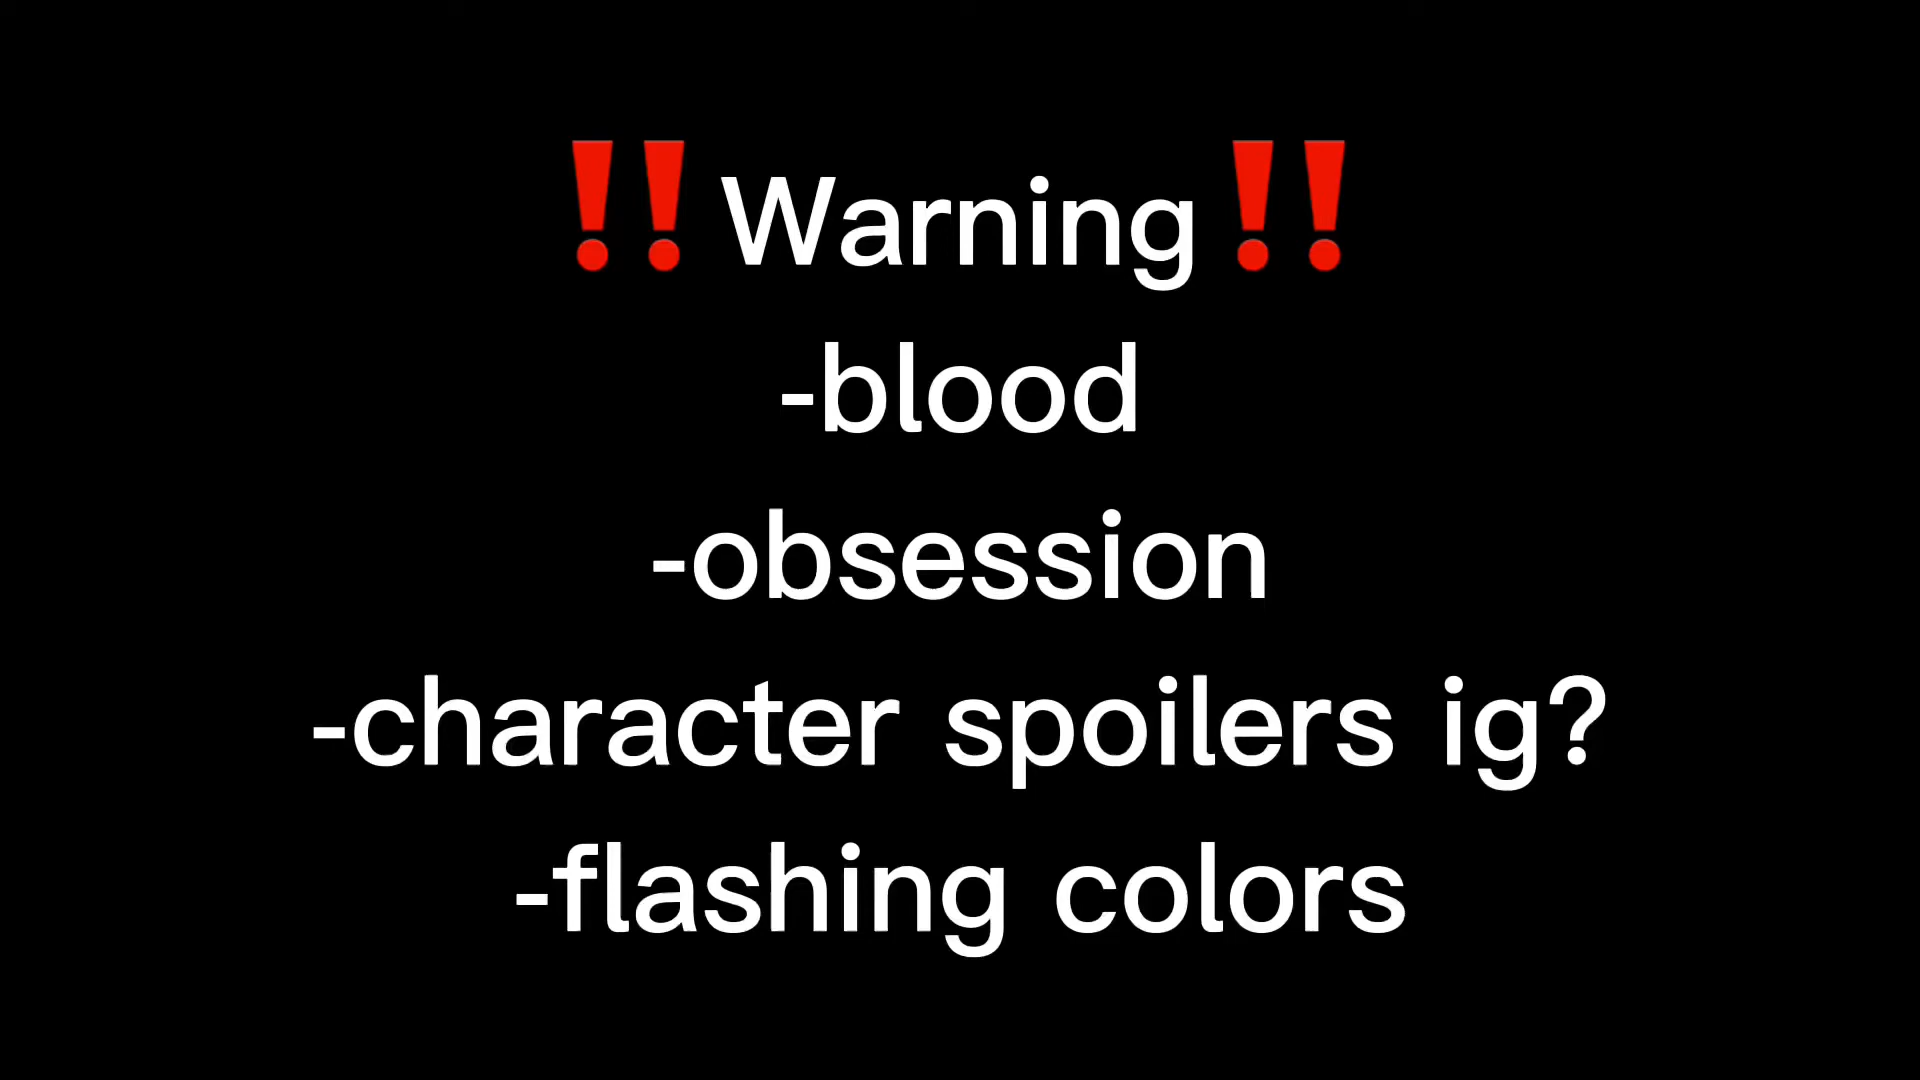 ‼️Warning‼️
-blood
-obsession
-character spoilers ig?
-flashing colors